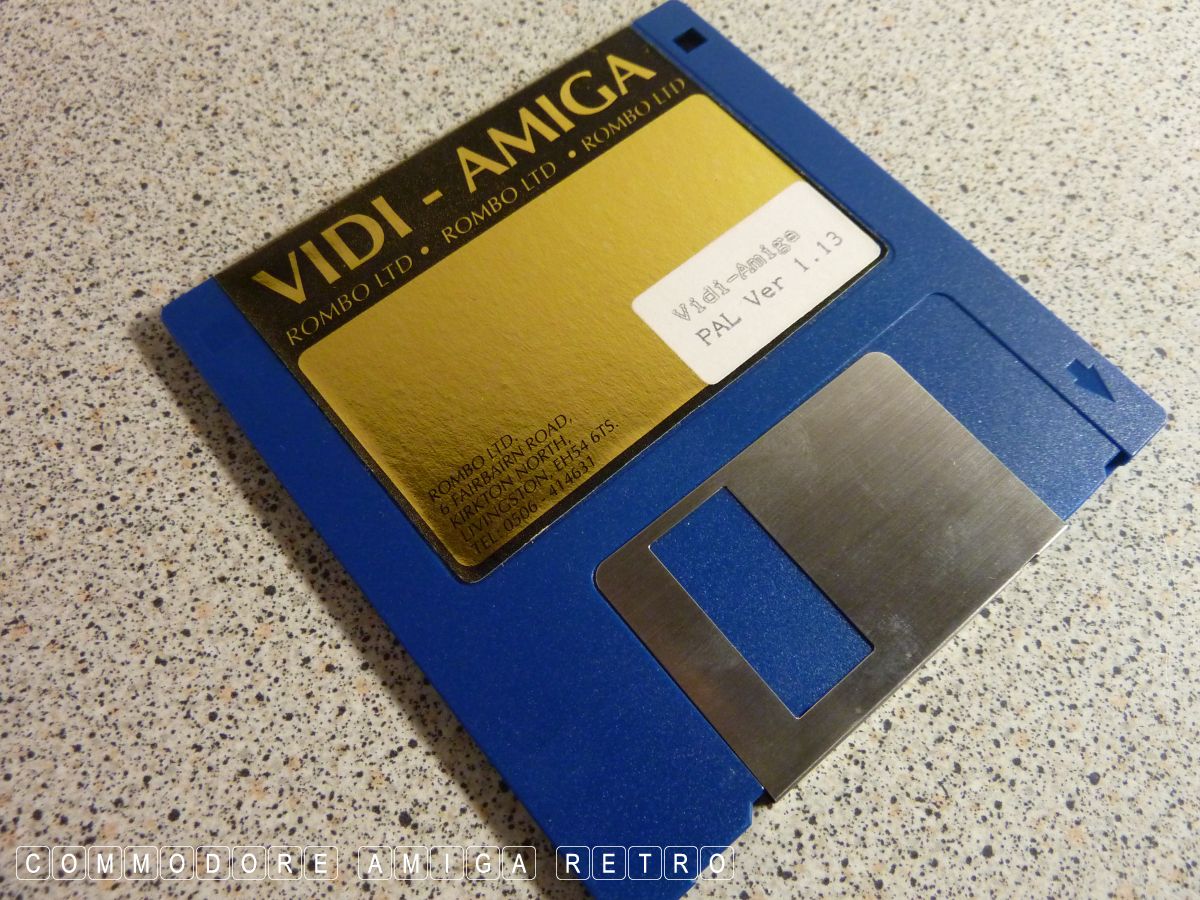 VIDI - AMIGA
ROMBO LTD • ROMBO LTD • ROMBO LTD
Vidi-Amiga
PAL Ver 1.13
ROMBO LTD.
6 FAIRBAIRN ROAD,
KIRKTON NORTH,
LIVINGSTON, EH54 6TS.
TEL: 0506 - 414631
COMMODORE AMIGA RETRO